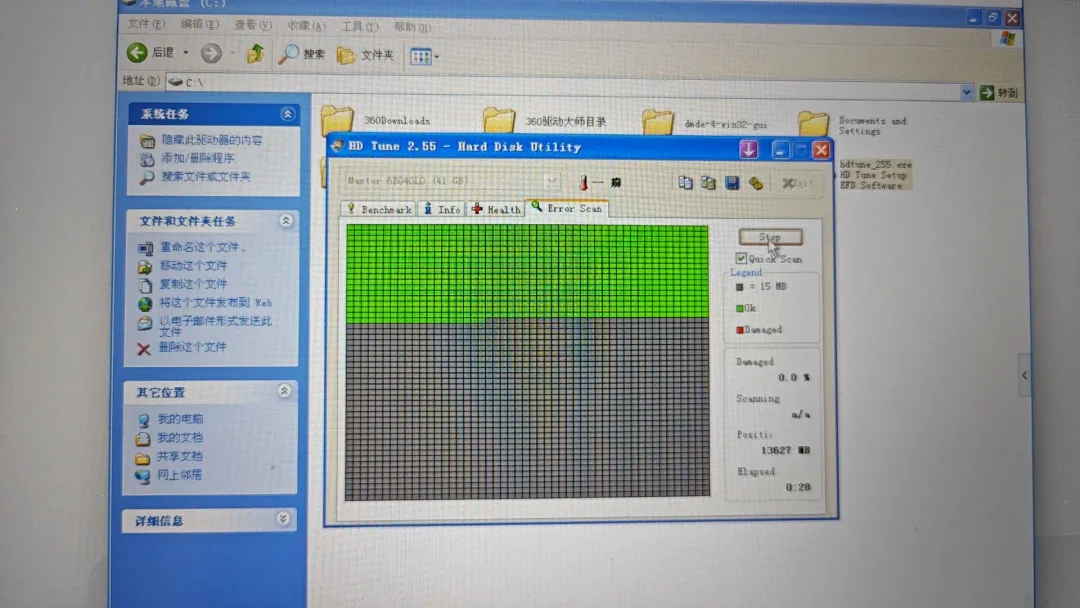 本地磁盘 (C:)
文件(F) 编辑(E) 查看(V) 收藏(A) 工具(T) 帮助(H)
后退 搜索 文件夹
地址(D) C:\ 转到
系统任务
隐藏此驱动器的内容
添加/删除程序
搜索文件或文件夹
文件和文件夹任务
重命名这个文件
移动这个文件
复制这个文件
将这个文件发布到 Web
以电子邮件形式发送此
文件
删除这个文件
其它位置
我的电脑
我的文档
共享文档
网上邻居
详细信息
360Downloads
360驱动大师目录
dmde-4-win32-gui
Documents and
Settings
hdtune_255.exe
HD Tune Setup
EFD Software
HD Tune 2.55 - Hard Disk Utility
Maxtor 6E040L0 (41 GB)
Exit
Benchmark Info Health Error Scan
Stop
Quick Scan
Legend
= 15 MB
Ok
Damaged
Damaged
0.0 %
Scanning
n/a
Positic
13627 MB
Elapsed
0:28